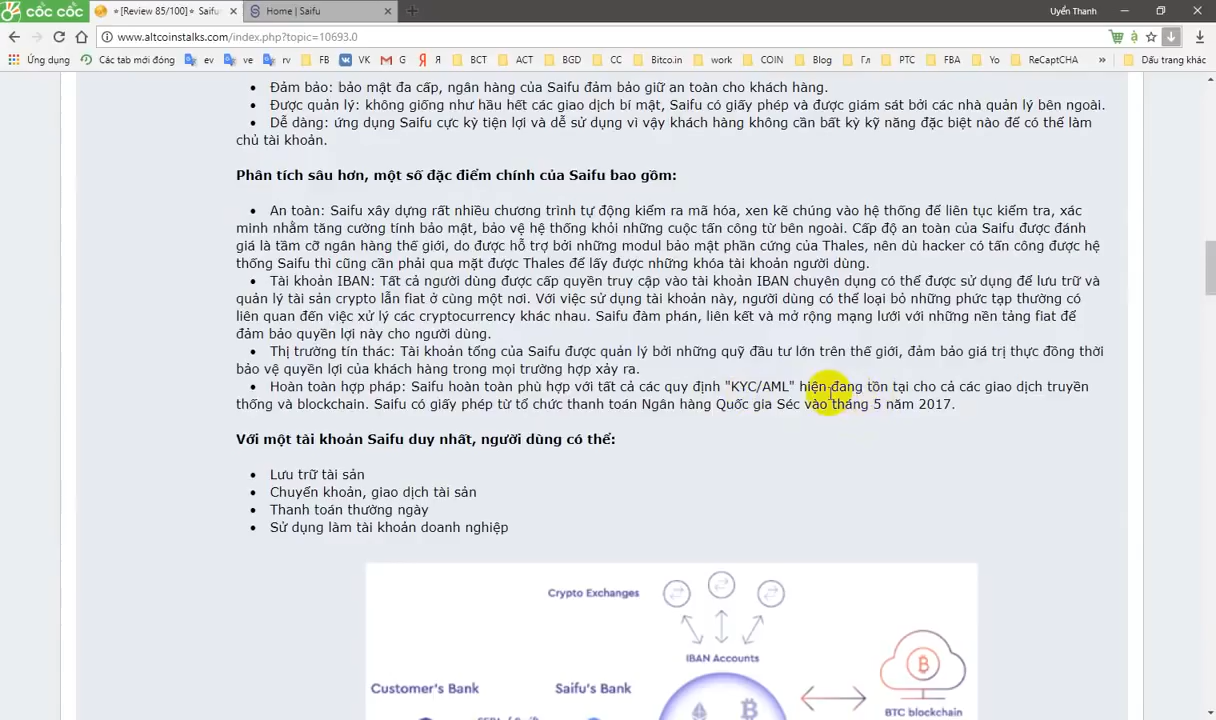 cốc cốc
[Review 85/100] Saifu
Home | Saifu
Uyển Thanh
www.altcoinstalks.com/index.php?topic=10693.0
Ứng dụng Các tab mới đóng ev ve rv FB VK G Я BCT ACT BGD CC Bitco.in work COIN Blog Гл PTC FBA Yo ReCaptCHA » Dấu trang khác
• Đảm bảo: bảo mật đa cấp, ngân hàng của Saifu đảm bảo giữ an toàn cho khách hàng.
• Được quản lý: không giống như hầu hết các giao dịch bí mật, Saifu có giấy phép và được giám sát bởi các nhà quản lý bên ngoài.
• Dễ dàng: ứng dụng Saifu cực kỳ tiện lợi và dễ sử dụng vì vậy khách hàng không cần bất kỳ kỹ năng đặc biệt nào để có thể làm
chủ tài khoản.
Phân tích sâu hơn, một số đặc điểm chính của Saifu bao gồm:
• An toàn: Saifu xây dựng rất nhiều chương trình tự động kiểm ra mã hóa, xen kẽ chúng vào hệ thống để liên tục kiểm tra, xác
minh nhằm tăng cường tính bảo mật, bảo vệ hệ thống khỏi những cuộc tấn công từ bên ngoài. Cấp độ an toàn của Saifu được đánh
giá là tầm cỡ ngân hàng thế giới, do được hỗ trợ bởi những modul bảo mật phần cứng của Thales, nên dù hacker có tấn công được hệ
thống Saifu thì cũng cần phải qua mặt được Thales để lấy được những khóa tài khoản người dùng.
• Tài khoản IBAN: Tất cả người dùng được cấp quyền truy cập vào tài khoản IBAN chuyên dụng có thể được sử dụng để lưu trữ và
quản lý tài sản crypto lẫn fiat ở cùng một nơi. Với việc sử dụng tài khoản này, người dùng có thể loại bỏ những phức tạp thường có
liên quan đến việc xử lý các cryptocurrency khác nhau. Saifu đàm phán, liên kết và mở rộng mạng lưới với những nền tảng fiat để
đảm bảo quyền lợi này cho người dùng.
• Thị trường tín thác: Tài khoản tổng của Saifu được quản lý bởi những quỹ đầu tư lớn trên thế giới, đảm bảo giá trị thực đồng thời
bảo vệ quyền lợi của khách hàng trong mọi trường hợp xảy ra.
• Hoàn toàn hợp pháp: Saifu hoàn toàn phù hợp với tất cả các quy định "KYC/AML" hiện đang tồn tại cho cả các giao dịch truyền
thống và blockchain. Saifu có giấy phép từ tổ chức thanh toán Ngân hàng Quốc gia Séc vào tháng 5 năm 2017.
Với một tài khoản Saifu duy nhất, người dùng có thể:
• Lưu trữ tài sản
• Chuyển khoản, giao dịch tài sản
• Thanh toán thường ngày
• Sử dụng làm tài khoản doanh nghiệp
Crypto Exchanges
IBAN Accounts
Customer's Bank
Saifu's Bank
BTC blockchain